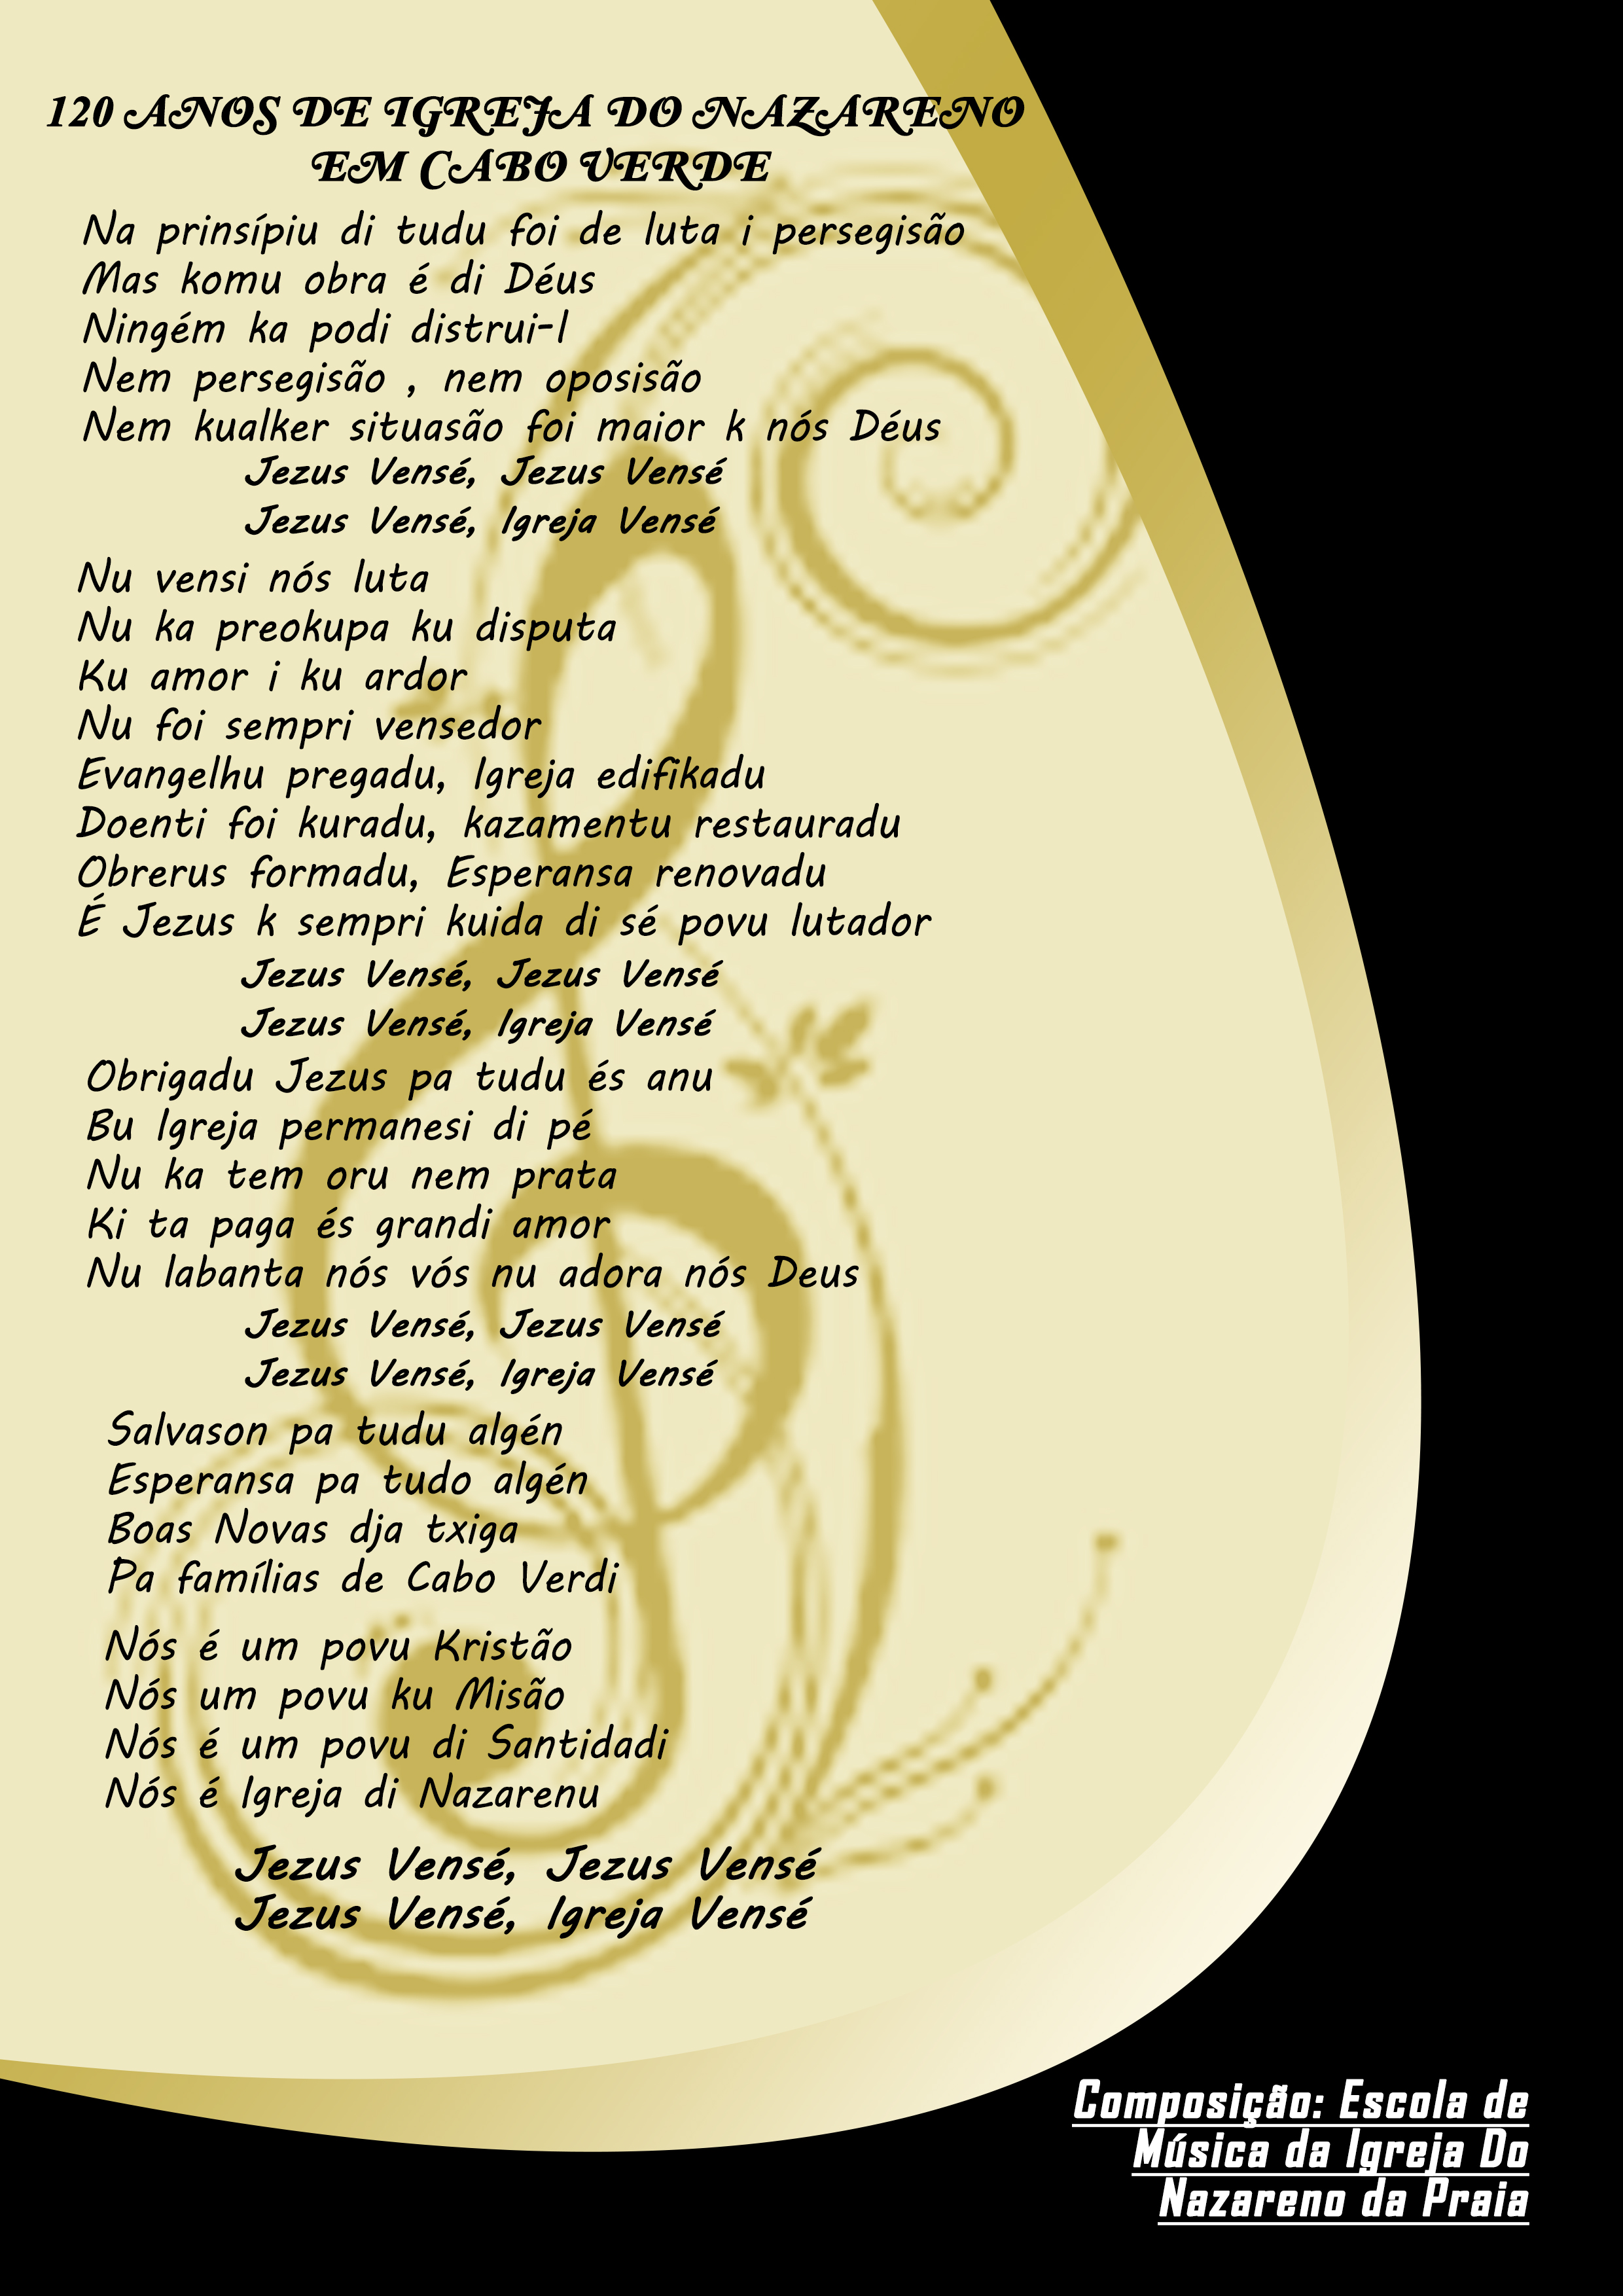 120 ANOS DE IGREJA DO NAZARENO
EM CABO VERDE
Na prinsípiu di tudu foi de luta i persegisão
Mas komu obra é di Déus
Ningém ka podi distrui-l
Nem persegisão , nem oposisão
Nem kualker situasão foi maior k nós Déus
Jezus Vensé, Jezus Vensé
Jezus Vensé, Igreja Vensé
Nu vensi nós luta
Nu ka preokupa ku disputa
Ku amor i ku ardor
Nu foi sempri vensedor
Evangelhu pregadu, Igreja edifikadu
Doenti foi kuradu, kazamentu restauradu
Obrerus formadu, Esperansa renovadu
É Jezus k sempri kuida di sé povu lutador
Jezus Vensé, Jezus Vensé
Jezus Vensé, Igreja Vensé
Obrigadu Jezus pa tudu és anu
Bu Igreja permanesi di pé
Nu ka tem oru nem prata
Ki ta paga és grandi amor
Nu labanta nós vós nu adora nós Deus
Jezus Vensé, Jezus Vensé
Jezus Vensé, Igreja Vensé
Salvason pa tudu algén
Esperansa pa tudo algén
Boas Novas dja txiga
Pa famílias de Cabo Verdi
Nós é um povu Kristão
Nós um povu ku Misão
Nós é um povu di Santidadi
Nós é Igreja di Nazarenu
Jezus Vensé, Jezus Vensé
Jezus Vensé, Igreja Vensé
Composição: Escola de
Música da Igreja Do
Nazareno da Praia